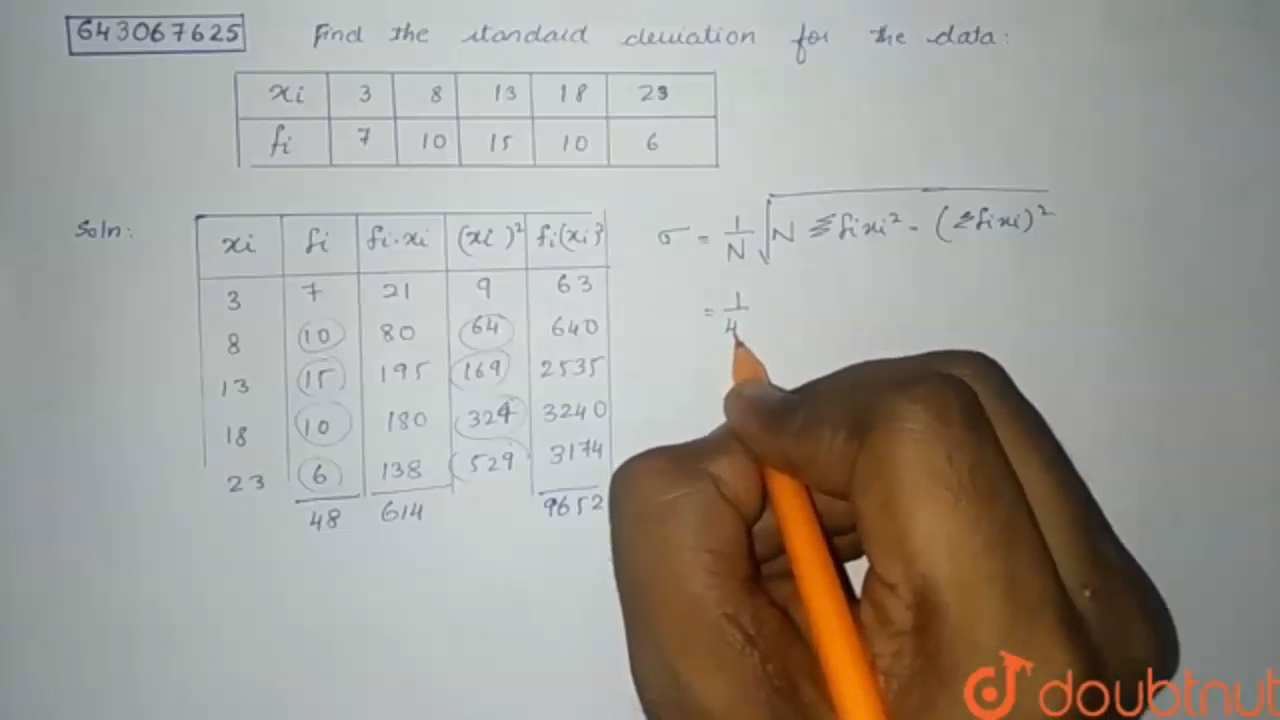 643067625 Find the standard deviation for the data:
xi 3 8 13 18 23
fi 7 10 15 10 6
Soln:
xi fi fi·xi (xi)² fi(xi)²
3 7 21 9 63
8 10 80 64 640
13 15 195 169 2535
18 10 180 324 3240
23 6 138 529 3174
48 614 9652
σ = 1/N √N Σfixi² - (Σfixi)²
= 1/4
doubtnut